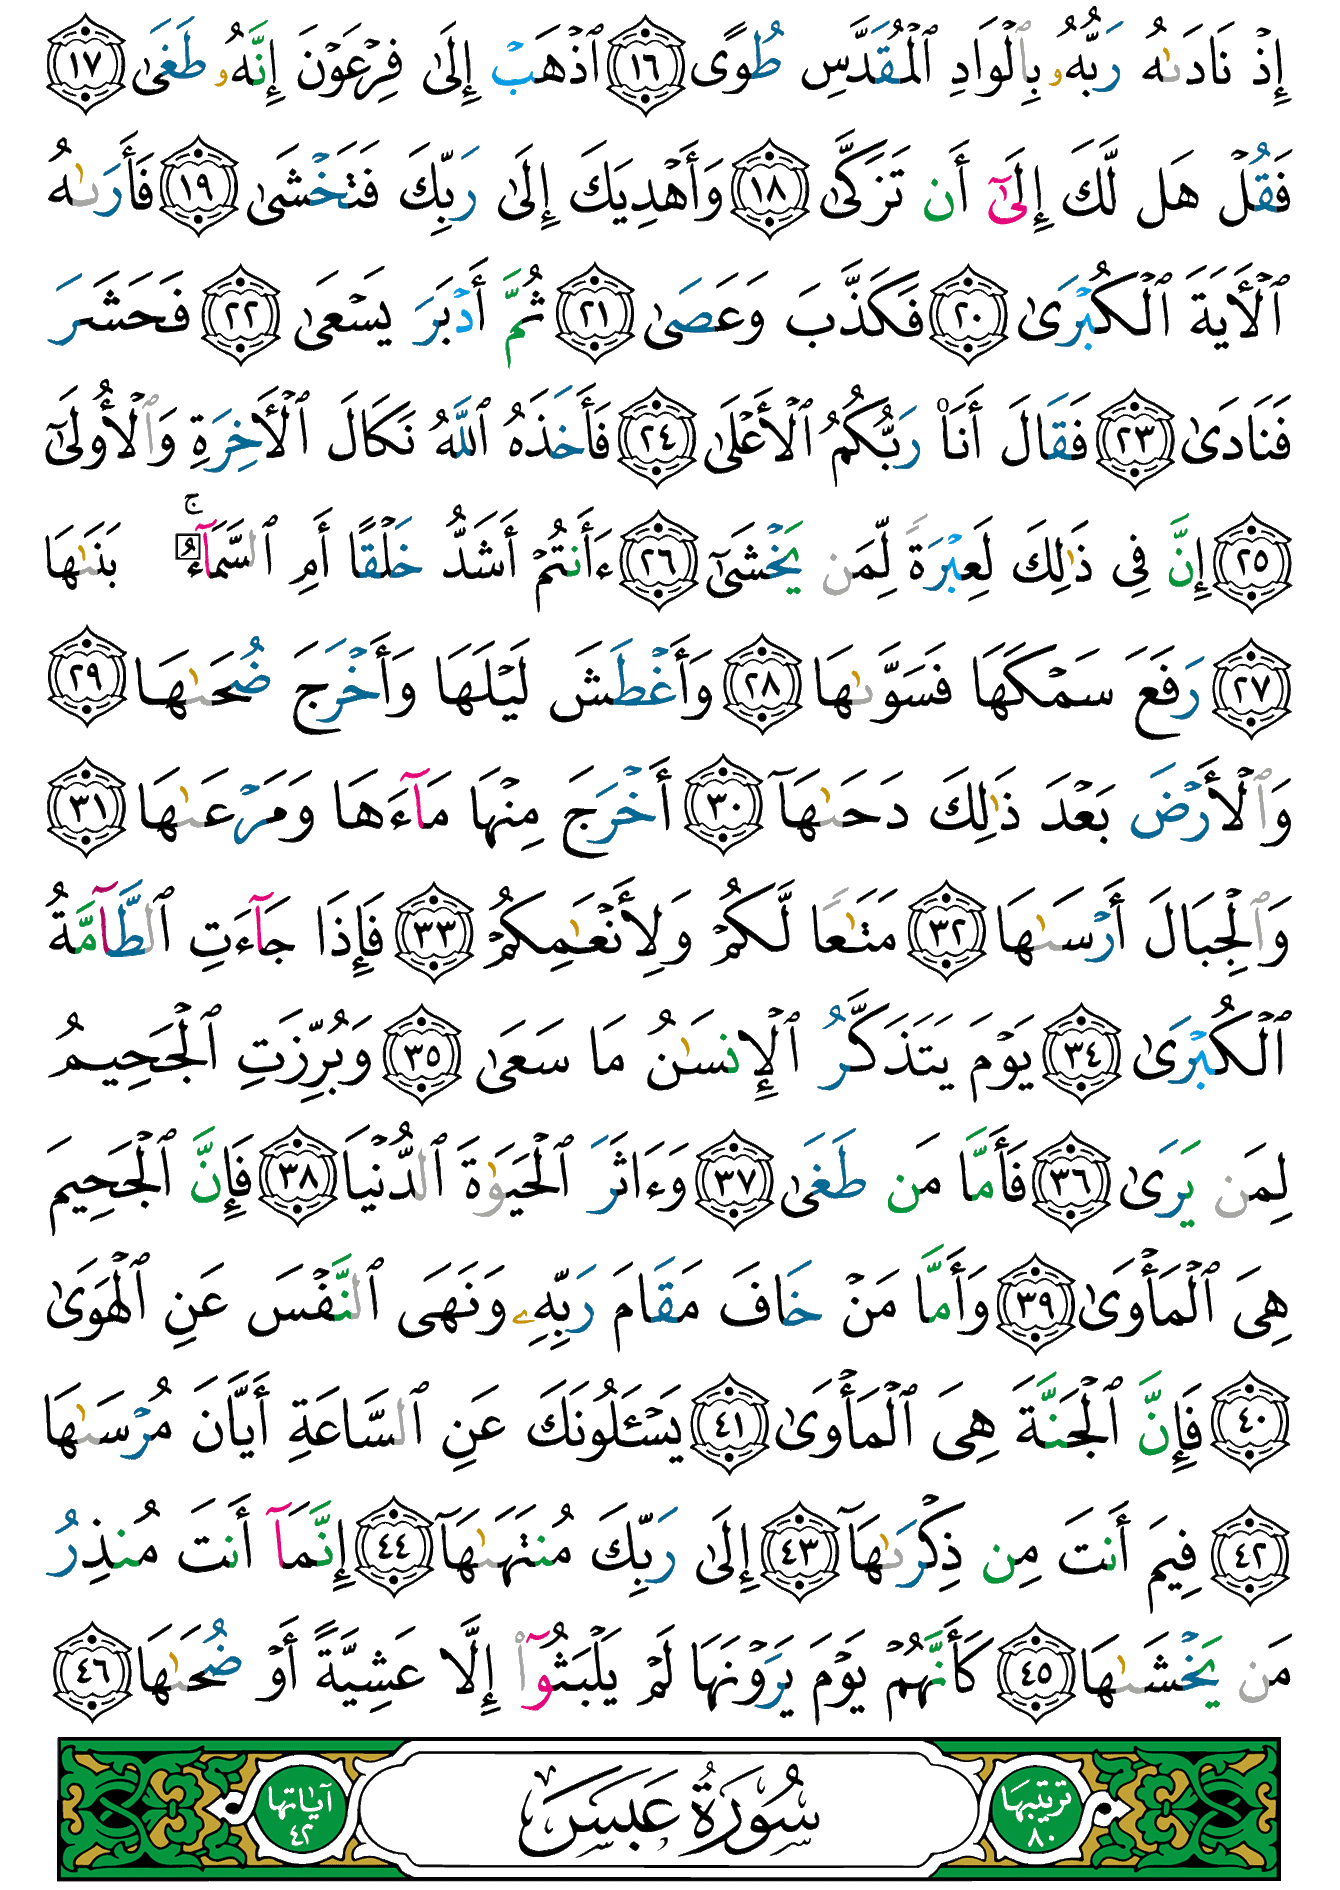 إِذْ نَادَىٰهُ رَبُّهُۥ بِٱلْوَادِ ٱلْمُقَدَّسِ طُوًى ١٦ ٱذْهَبْ إِلَىٰ فِرْعَوْنَ إِنَّهُۥ طَغَىٰ ١٧
فَقُلْ هَل لَّكَ إِلَىٰٓ أَن تَزَكَّىٰ ١٨ وَأَهْدِيَكَ إِلَىٰ رَبِّكَ فَتَخْشَىٰ ١٩ فَأَرَىٰهُ
ٱلْأَيَةَ ٱلْكُبْرَىٰ ٢٠ فَكَذَّبَ وَعَصَىٰ ٢١ ثُمَّ أَدْبَرَ يَسْعَىٰ ٢٢ فَحَشَرَ
فَنَادَىٰ ٢٣ فَقَالَ أَنَا۠ رَبُّكُمُ ٱلْأَعْلَىٰ ٢٤ فَأَخَذَهُ ٱللَّهُ نَكَالَ ٱلْأَخِرَةِ وَٱلْأُولَىٰٓ
٢٥ إِنَّ فِى ذَٰلِكَ لَعِبْرَةً لِّمَن يَخْشَىٰٓ ٢٦ ءَأَنتُمْ أَشَدُّ خَلْقًا أَمِ ٱلسَّمَآءُ ۚ بَنَىٰهَا
٢٧ رَفَعَ سَمْكَهَا فَسَوَّىٰهَا ٢٨ وَأَغْطَشَ لَيْلَهَا وَأَخْرَجَ ضُحَىٰهَا ٢٩
وَٱلْأَرْضَ بَعْدَ ذَٰلِكَ دَحَىٰهَآ ٣٠ أَخْرَجَ مِنْهَا مَآءَهَا وَمَرْعَىٰهَا ٣١
وَٱلْجِبَالَ أَرْسَىٰهَا ٣٢ مَتَٰعًا لَّكُمْ وَلِأَنْعَٰمِكُمْ ٣٣ فَإِذَا جَآءَتِ ٱلطَّآمَّةُ
ٱلْكُبْرَىٰ ٣٤ يَوْمَ يَتَذَكَّرُ ٱلْإِنسَٰنُ مَا سَعَىٰ ٣٥ وَبُرِّزَتِ ٱلْجَحِيمُ
لِمَن يَرَىٰ ٣٦ فَأَمَّا مَن طَغَىٰ ٣٧ وَءَاثَرَ ٱلْحَيَوٰةَ ٱلدُّنْيَا ٣٨ فَإِنَّ ٱلْجَحِيمَ
هِىَ ٱلْمَأْوَىٰ ٣٩ وَأَمَّا مَنْ خَافَ مَقَامَ رَبِّهِۦ وَنَهَى ٱلنَّفْسَ عَنِ ٱلْهَوَىٰ
٤٠ فَإِنَّ ٱلْجَنَّةَ هِىَ ٱلْمَأْوَىٰ ٤١ يَسْـَٔلُونَكَ عَنِ ٱلسَّاعَةِ أَيَّانَ مُرْسَىٰهَا
٤٢ فِيمَ أَنتَ مِن ذِكْرَىٰهَآ ٤٣ إِلَىٰ رَبِّكَ مُنتَهَىٰهَآ ٤٤ إِنَّمَآ أَنتَ مُنذِرُ
مَن يَخْشَىٰهَا ٤٥ كَأَنَّهُمْ يَوْمَ يَرَوْنَهَا لَمْ يَلْبَثُوٓا۟ إِلَّا عَشِيَّةً أَوْ ضُحَىٰهَا ٤٦
ترتيبها ٨٠ سُورَةُ عَبَسَ آياتها ٤٢